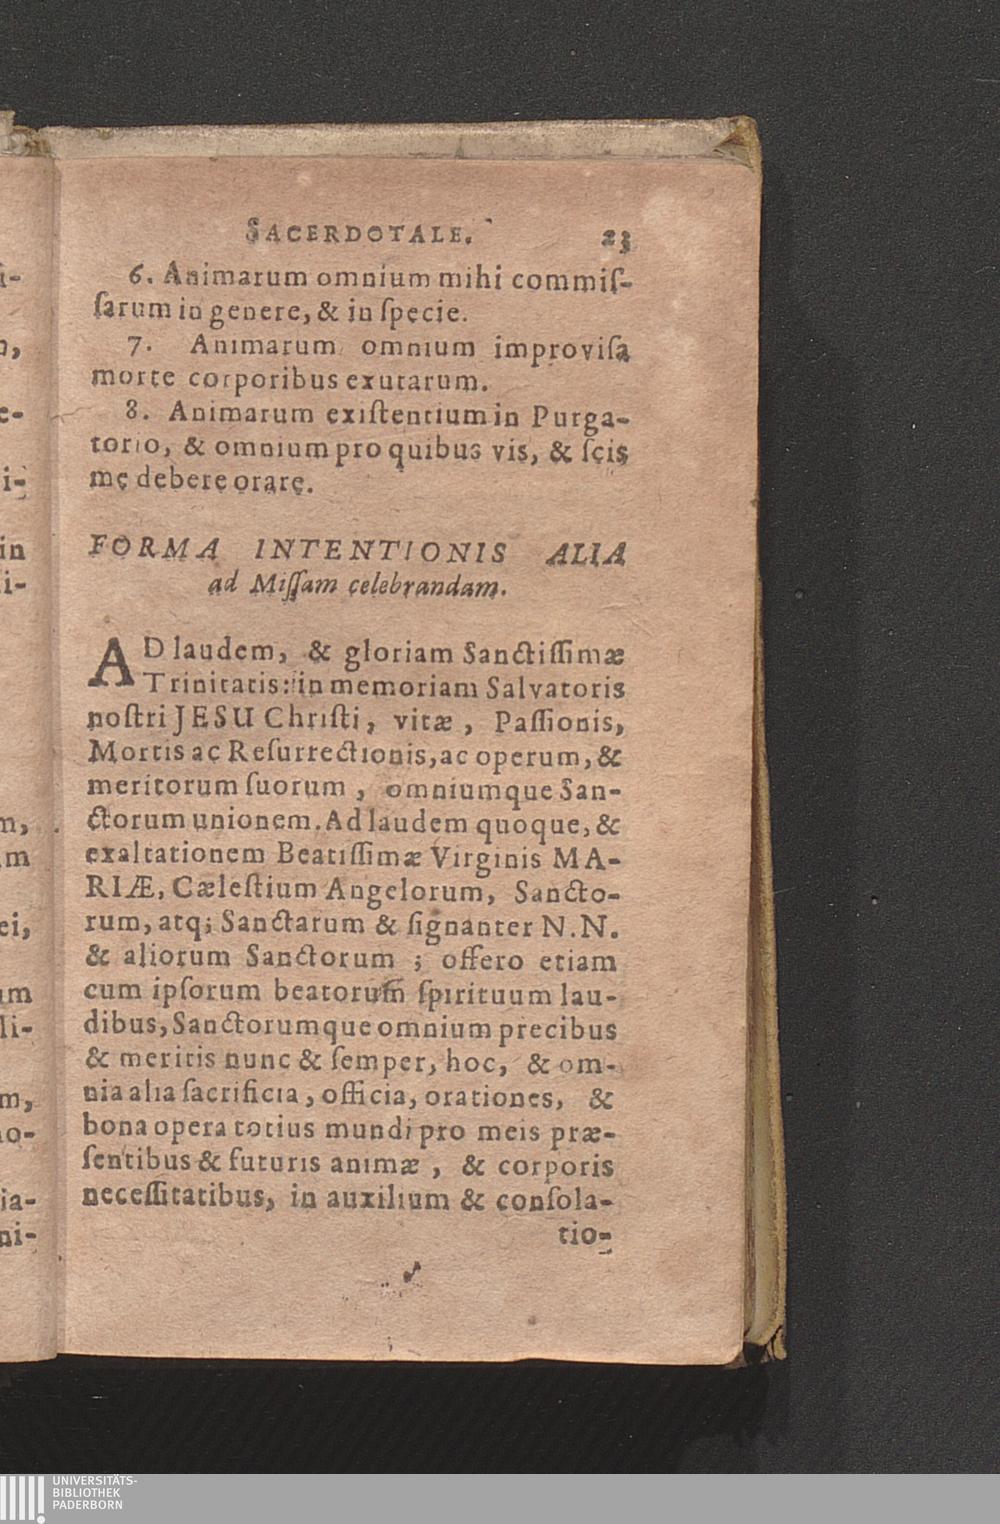 SACERDOTALE. 23
6. Animarum omnium mihi commiſ-
ſarum in genere, & in ſpecie.
7. Animarum omnium improviſa
morte corporibus exutarum.
8. Animarum exiſtentium in Purga-
torio, & omnium pro quibus vis, & ſcis
me debere orare.
FORMA INTENTIONIS ALIA
ad Miſſam celebrandam.
AD laudem, & gloriam Sanctiſſimæ
Trinitatis: in memoriam Salvatoris
noſtri JESU Chriſti, vitæ, Paſſionis,
Mortis ac Reſurrectionis, ac operum, &
meritorum ſuorum, omniumque San-
ctorum unionem. Ad laudem quoque, &
exaltationem Beatiſſimæ Virginis MA-
RIÆ, Cæleſtium Angelorum, Sancto-
rum, atq; Sanctarum & ſignanter N. N.
& aliorum Sanctorum; offero etiam
cum ipſorum beatorum ſpirituum lau-
dibus, Sanctorumque omnium precibus
& meritis nunc & ſemper, hoc, & om-
nia alia ſacrificia, officia, orationes, &
bona opera totius mundi pro meis præ-
ſentibus & futuris animæ, & corporis
neceſſitatibus, in auxilium & conſola-
tio-
UNIVERSITÄTS-
BIBLIOTHEK
PADERBORN